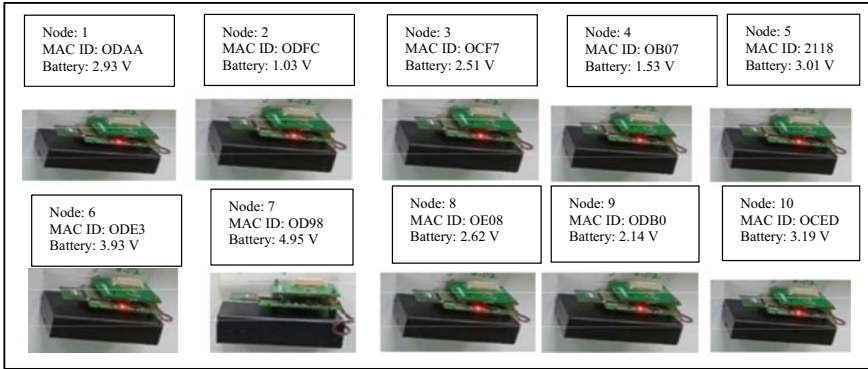 Node: 1
MAC ID: ODAA
Battery: 2.93 V
Node: 2
MAC ID: ODFC
Battery: 1.03 V
Node: 3
MAC ID: OCF7
Battery: 2.51 V
Node: 4
MAC ID: OB07
Battery: 1.53 V
Node: 5
MAC ID: 2118
Battery: 3.01 V
Node: 6
MAC ID: ODE3
Battery: 3.93 V
Node: 7
MAC ID: OD98
Battery: 4.95 V
Node: 8
MAC ID: OE08
Battery: 2.62 V
Node: 9
MAC ID: ODB0
Battery: 2.14 V
Node: 10
MAC ID: OCED
Battery: 3.19 V